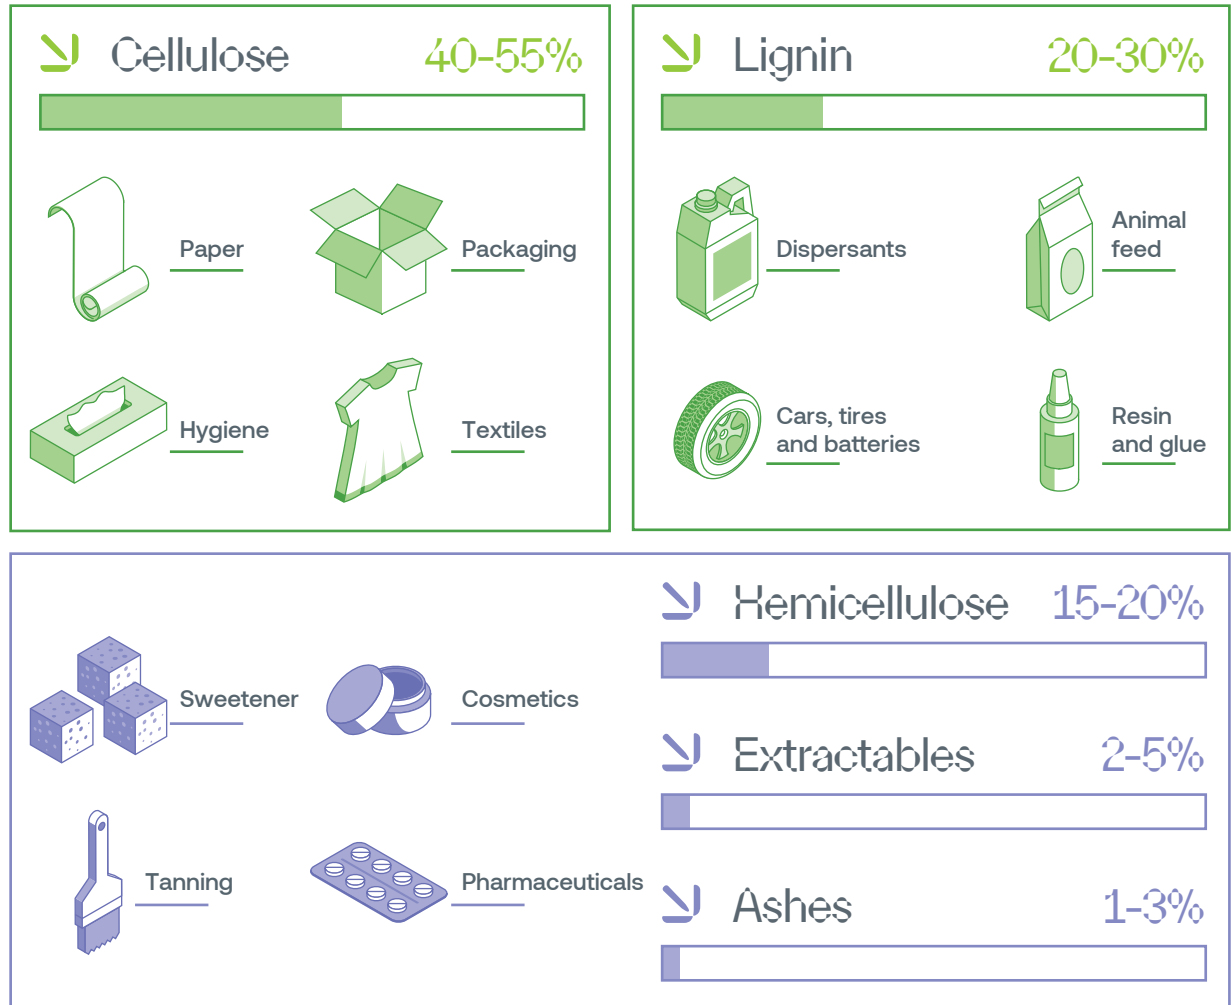 Cellulose 40-55%
Paper
Packaging
Hygiene
Textiles
Lignin 20-30%
Dispersants
Animal
feed
Cars, tires
and batteries
Resin
and glue
Sweetener
Cosmetics
Tanning
Pharmaceuticals
Hemicellulose 15-20%
Extractables 2-5%
Ashes 1-3%